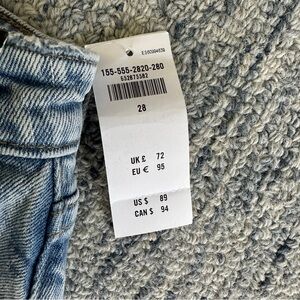 155-555-2820-280
28
UK £ 72
EU € 95
US $ 89
CAN $ 94